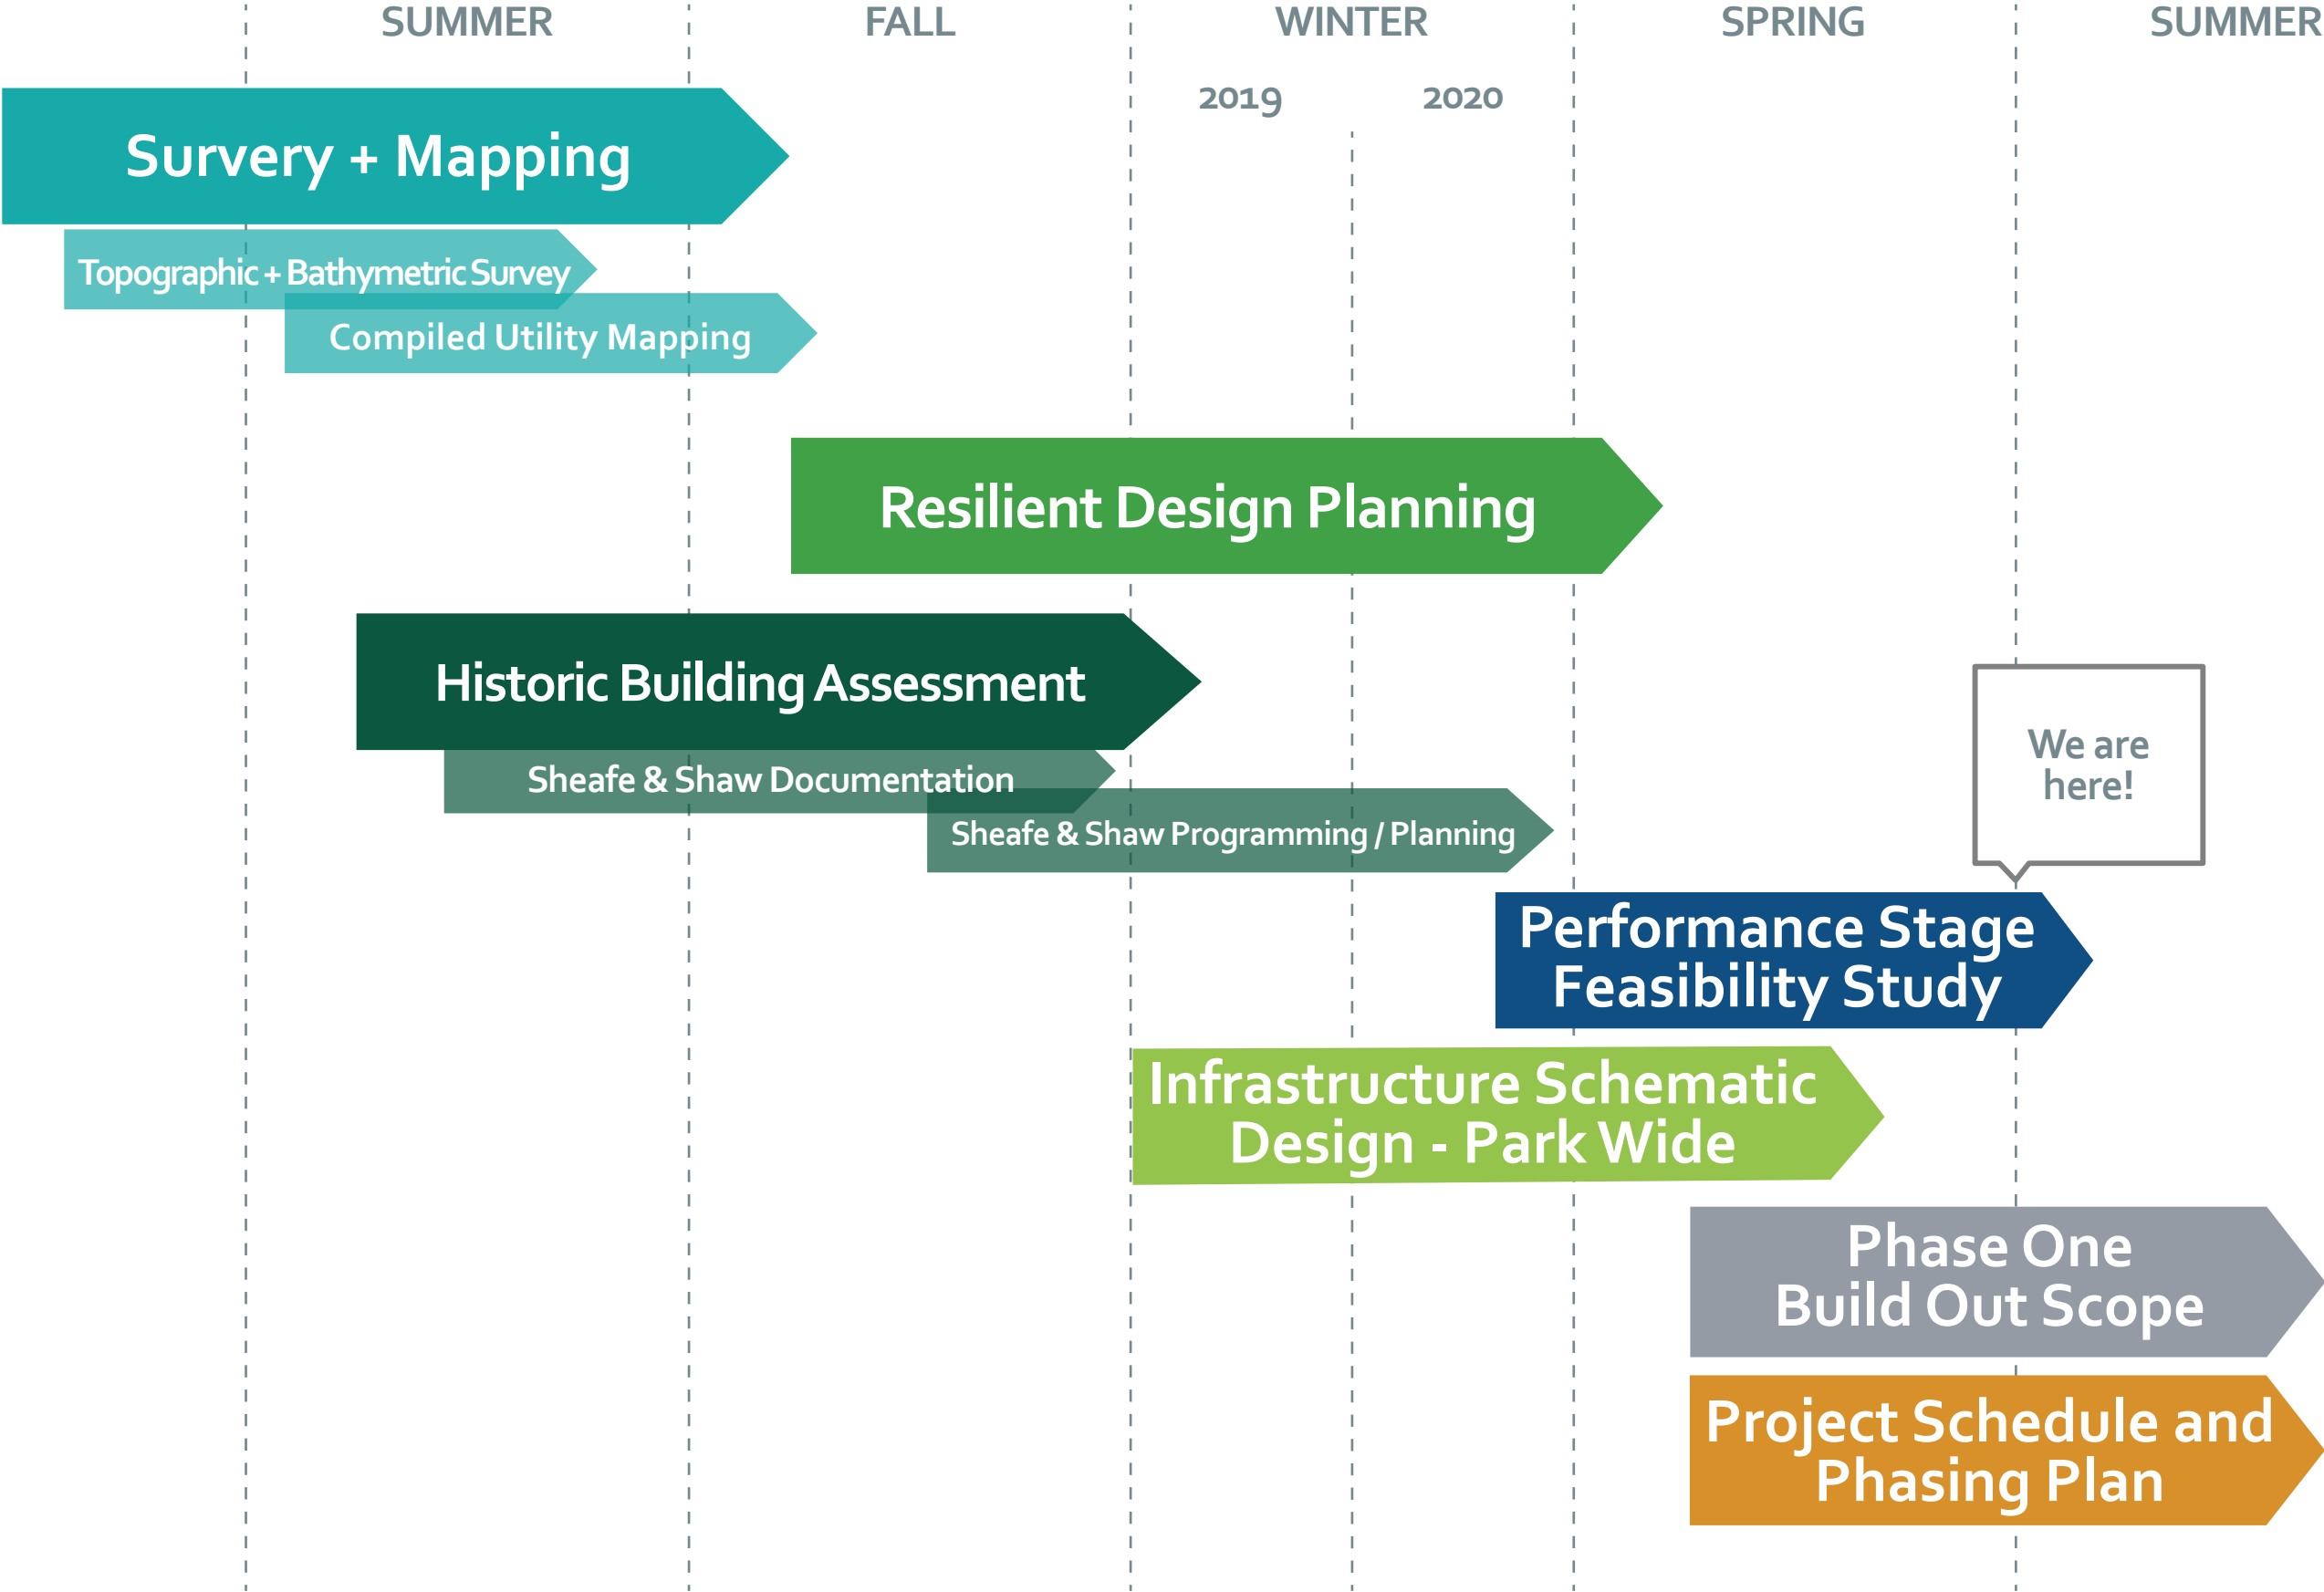 SUMMER FALL WINTER SPRING SUMMER
2019 2020
Survery + Mapping
Topographic + Bathymetric Survey
Compiled Utility Mapping
Resilient Design Planning
Historic Building Assessment
Sheafe & Shaw Documentation
Sheafe & Shaw Programming / Planning
We are
here!
Performance Stage
Feasibility Study
Infrastructure Schematic
Design - Park Wide
Phase One
Build Out Scope
Project Schedule and
Phasing Plan